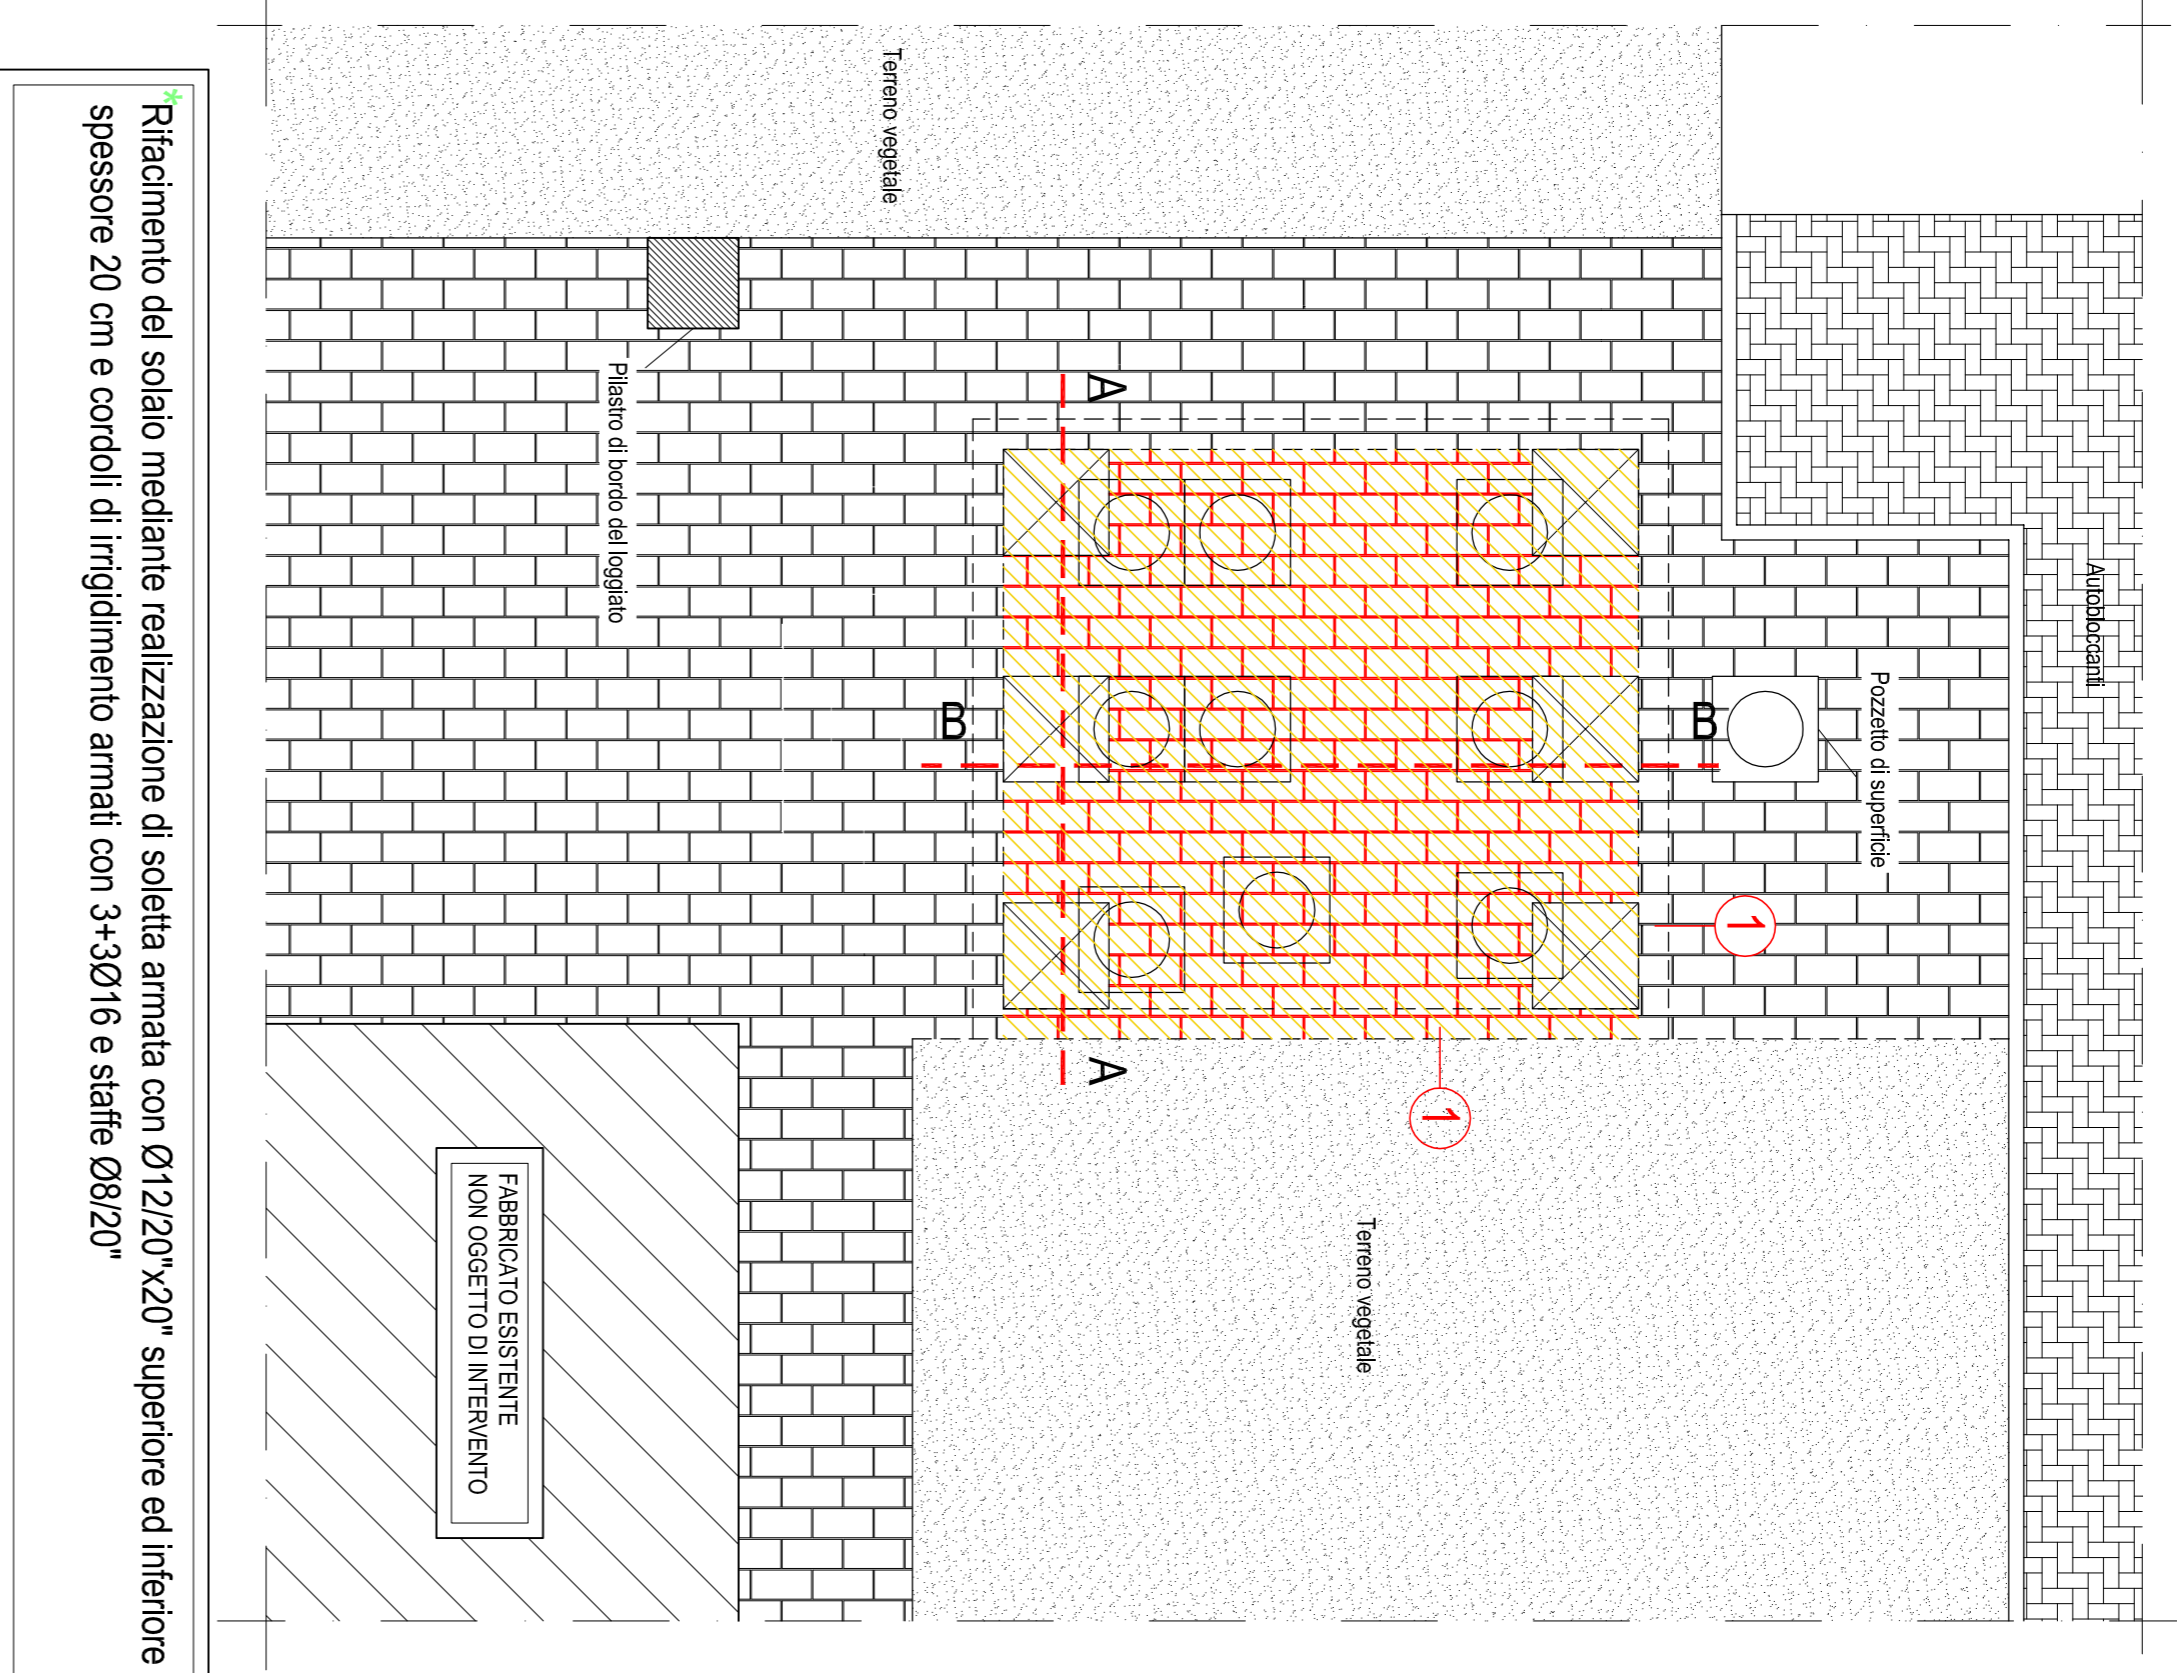 Autobloccanti
Pozzetto di superficie
1
B
B
1
Terreno vegetale
A
A
Terreno vegetale
Pilastro di bordo del loggiato
FABBRICATO ESISTENTE
NON OGGETTO DI INTERVENTO
*Rifacimento del solaio mediante realizzazione di soletta armata con Ø12/20"x20" superiore ed inferiore
spessore 20 cm e cordoli di irrigidimento armati con 3+3Ø16 e staffe Ø8/20"